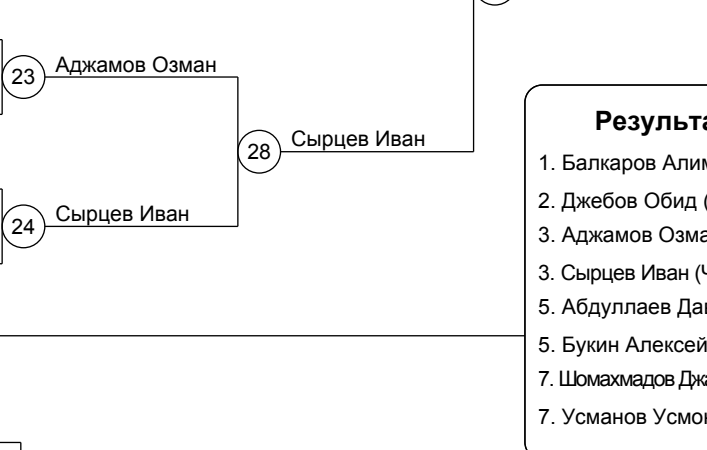 23 Аджамов Озман
28 Сырцев Иван
24 Сырцев Иван
1. Балкаров
2. Джебов Обид (
3. Аджамов
3. Сырцев Иван
5. Абдуллаев
5. Букин Алексей
7. Шомахмадов
7. Усманов